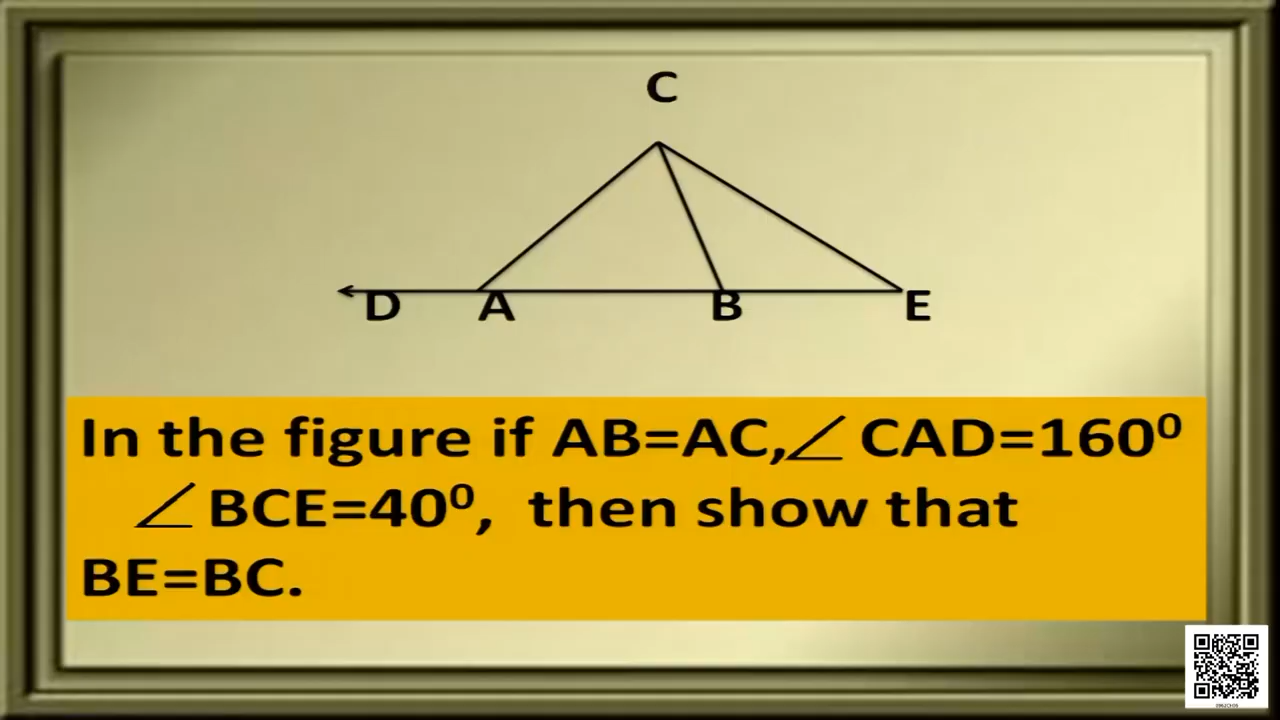 C
D A B E
In the figure if AB=AC,∠ CAD=160⁰
∠ BCE=40⁰, then show that
BE=BC.